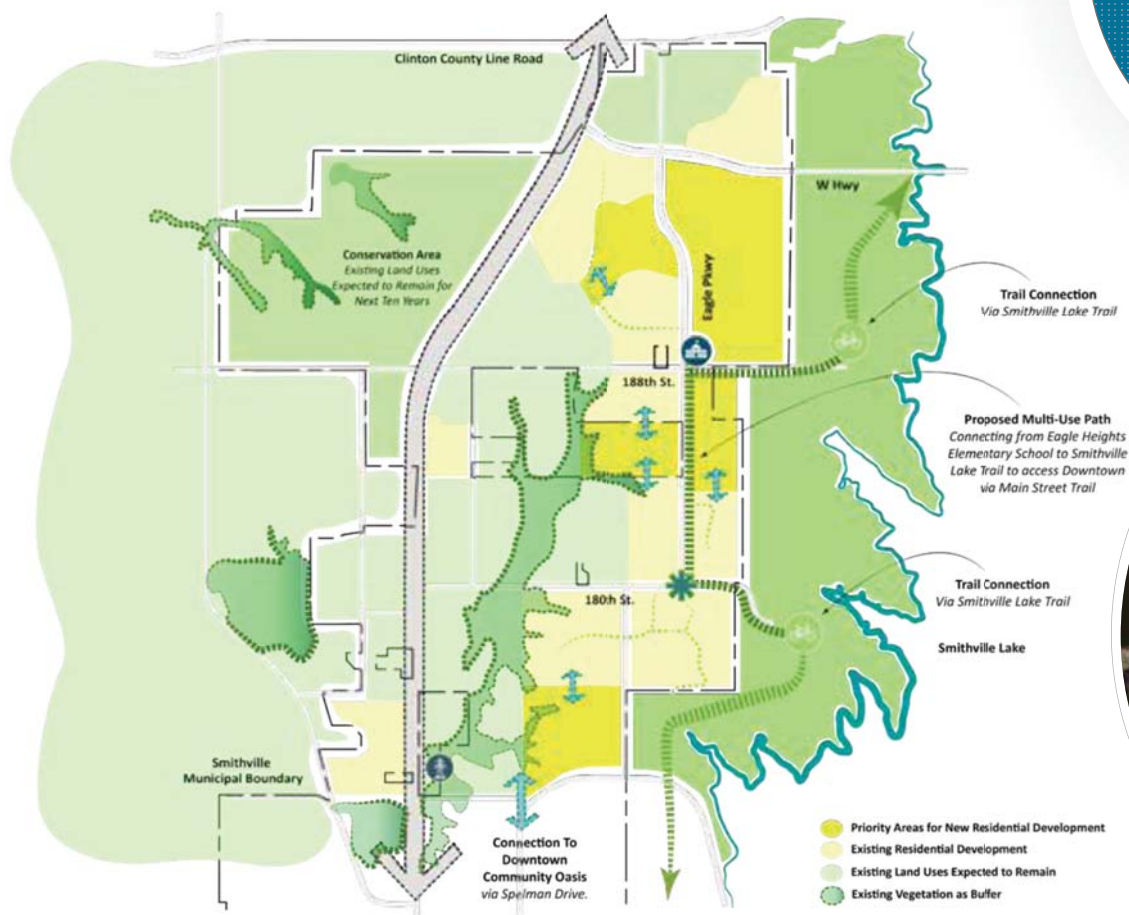 Clinton County Line Road
W Hwy
Conservation Area
Existing Land Uses
Expected to Remain for
Next Ten Years
Eagle Pkwy
Trail Connection
Via Smithville Lake Trail
188th St.
Proposed Multi-Use Path
Connecting from Eagle Heights
Elementary School to Smithville
Lake Trail to access Downtown
via Main Street Trail
180th St.
Trail Connection
Via Smithville Lake Trail
Smithville Lake
Smithville
Municipal Boundary
Connection To
Downtown
Community Oasis
via Spelman Drive.
Priority Areas for New Residential Development
Existing Residential Development
Existing Land Uses Expected to Remain
Existing Vegetation as Buffer